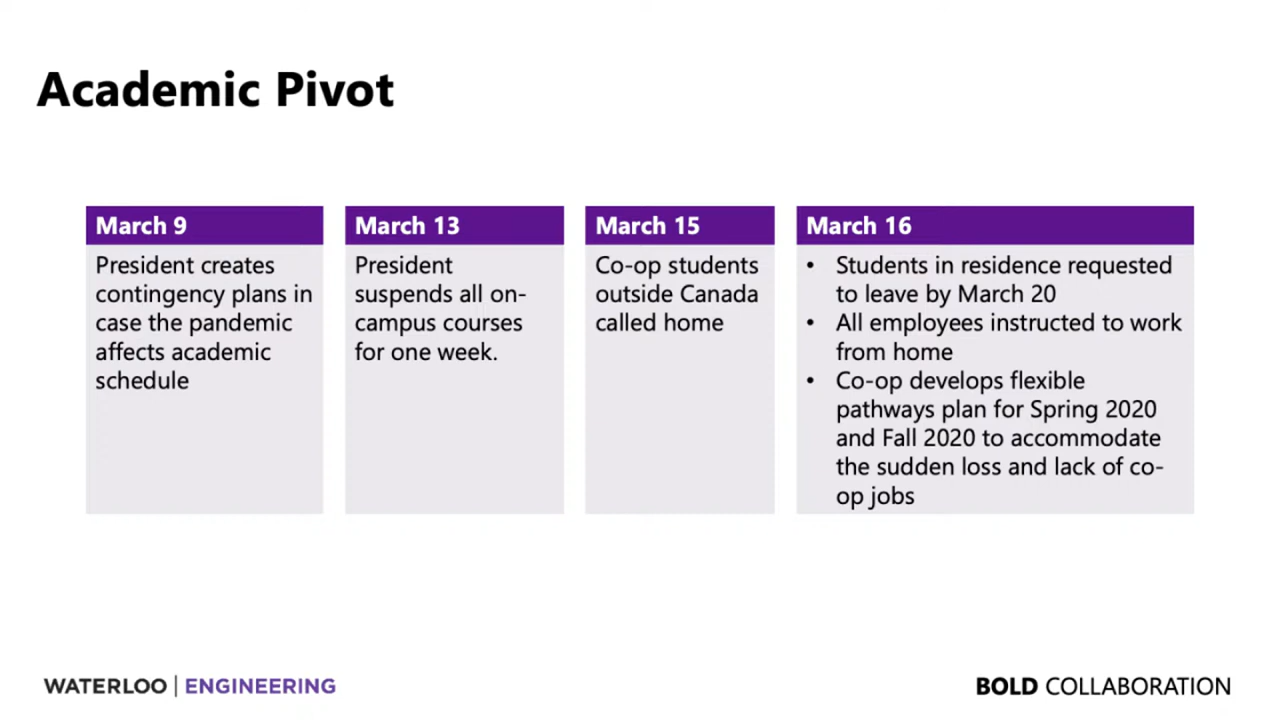 Academic Pivot
March 9
President creates
contingency plans in
case the pandemic
affects academic
schedule
March 13
President
suspends all on-
campus courses
for one week.
March 15
Co-op students
outside Canada
called home
March 16
• Students in residence requested
to leave by March 20
• All employees instructed to work
from home
• Co-op develops flexible
pathways plan for Spring 2020
and Fall 2020 to accommodate
the sudden loss and lack of co-
op jobs
WATERLOO | ENGINEERING
BOLD COLLABORATION